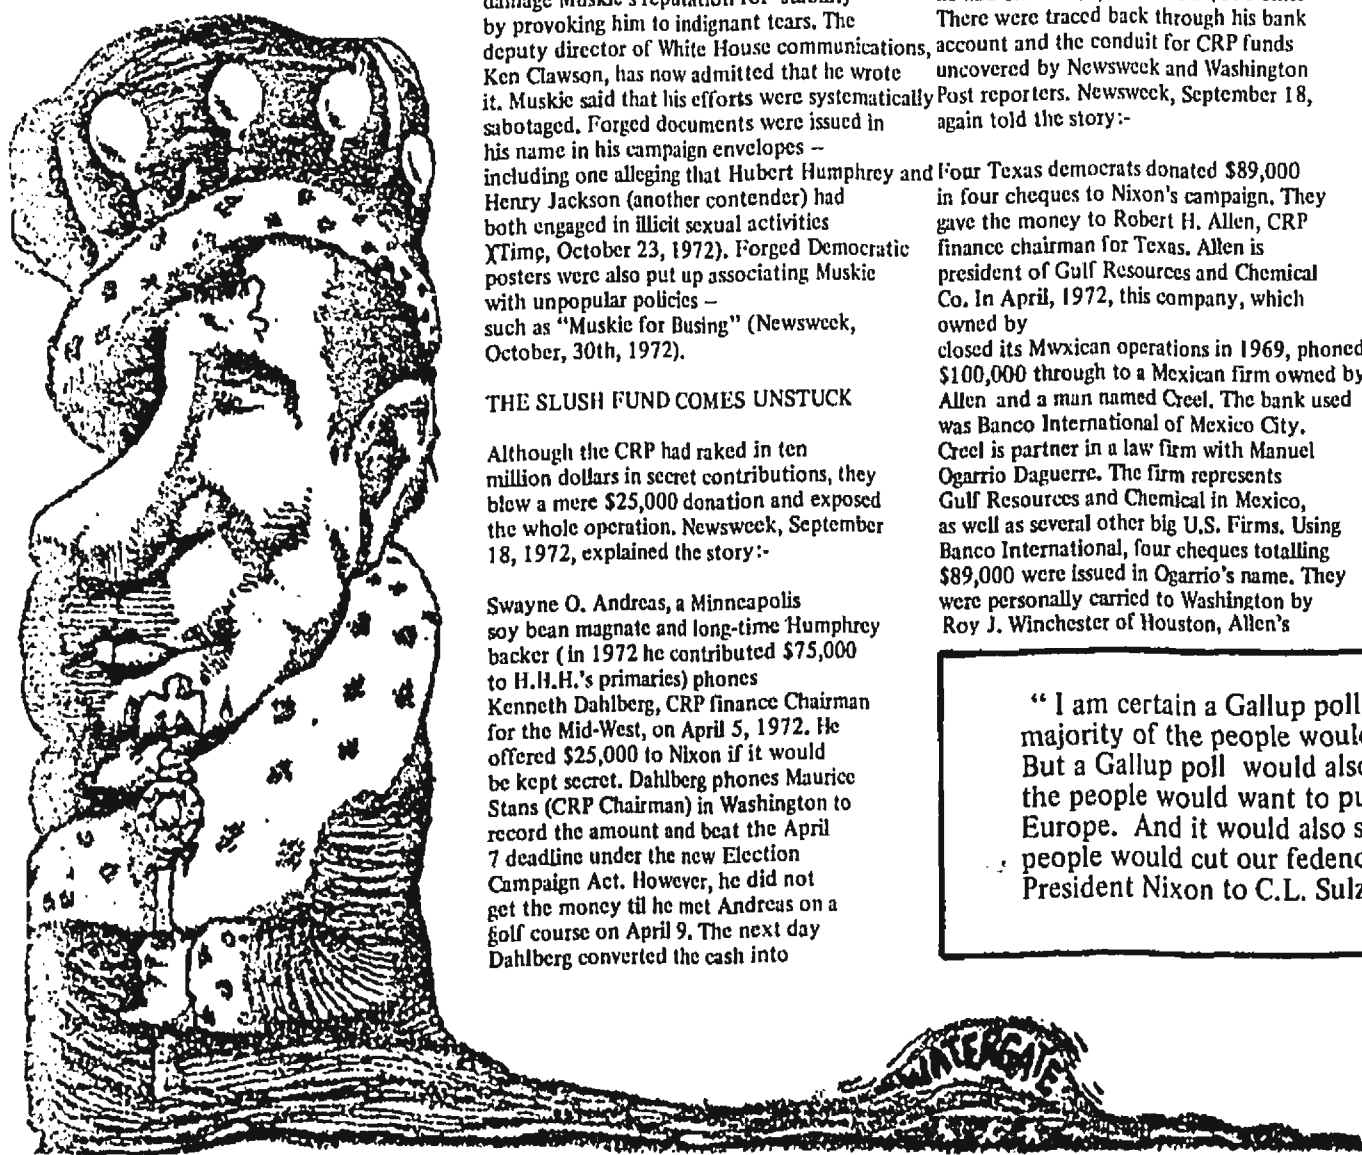 damage Muskie's reputation for stability
by provoking him to indignant tears. The
deputy director of White House communications,
Ken Clawson, has now admitted that he wrote
it. Muskie said that his efforts were systematically
sabotaged. Forged documents were issued in
his name in his campaign envelopes –
including one alleging that Hubert Humphrey and
Henry Jackson (another contender) had
both engaged in illicit sexual activities
(Time, October 23, 1972). Forged Democratic
posters were also put up associating Muskie
with unpopular policies –
such as "Muskie for Busing" (Newsweek,
October, 30th, 1972).
THE SLUSH FUND COMES UNSTUCK
Although the CRP had raked in ten
million dollars in secret contributions, they
blew a mere $25,000 donation and exposed
the whole operation. Newsweek, September
18, 1972, explained the story:-
Swayne O. Andreas, a Minneapolis
soy bean magnate and long-time Humphrey
backer ( in 1972 he contributed $75,000
to H.H.H.'s primaries) phones
Kenneth Dahlberg, CRP finance Chairman
for the Mid-West, on April 5, 1972. He
offered $25,000 to Nixon if it would
be kept secret. Dahlberg phones Maurice
Stans (CRP Chairman) in Washington to
record the amount and beat the April
7 deadline under the new Election
Campaign Act. However, he did not
get the money til he met Andreas on a
golf course on April 9. The next day
Dahlberg converted the cash into
There were traced back through his bank
account and the conduit for CRP funds
uncovered by Newsweek and Washington
Post reporters. Newsweek, September 18,
again told the story:-
Four Texas democrats donated $89,000
in four cheques to Nixon's campaign. They
gave the money to Robert H. Allen, CRP
finance chairman for Texas. Allen is
president of Gulf Resources and Chemical
Co. In April, 1972, this company, which
owned by
closed its Mwxican operations in 1969, phoned
$100,000 through to a Mexican firm owned by
Allen and a man named Creel. The bank used
was Banco International of Mexico City.
Creel is partner in a law firm with Manuel
Ogarrio Daguerre. The firm represents
Gulf Resources and Chemical in Mexico,
as well as several other big U.S. Firms. Using
Banco International, four cheques totalling
$89,000 were issued in Ogarrio's name. They
were personally carried to Washington by
Roy J. Winchester of Houston, Allen's
" I am certain a Gallup poll
majority of the people would
But a Gallup poll would also
the people would want to pu
Europe. And it would also s
people would cut our federa
President Nixon to C.L. Sulz
WATERGATE